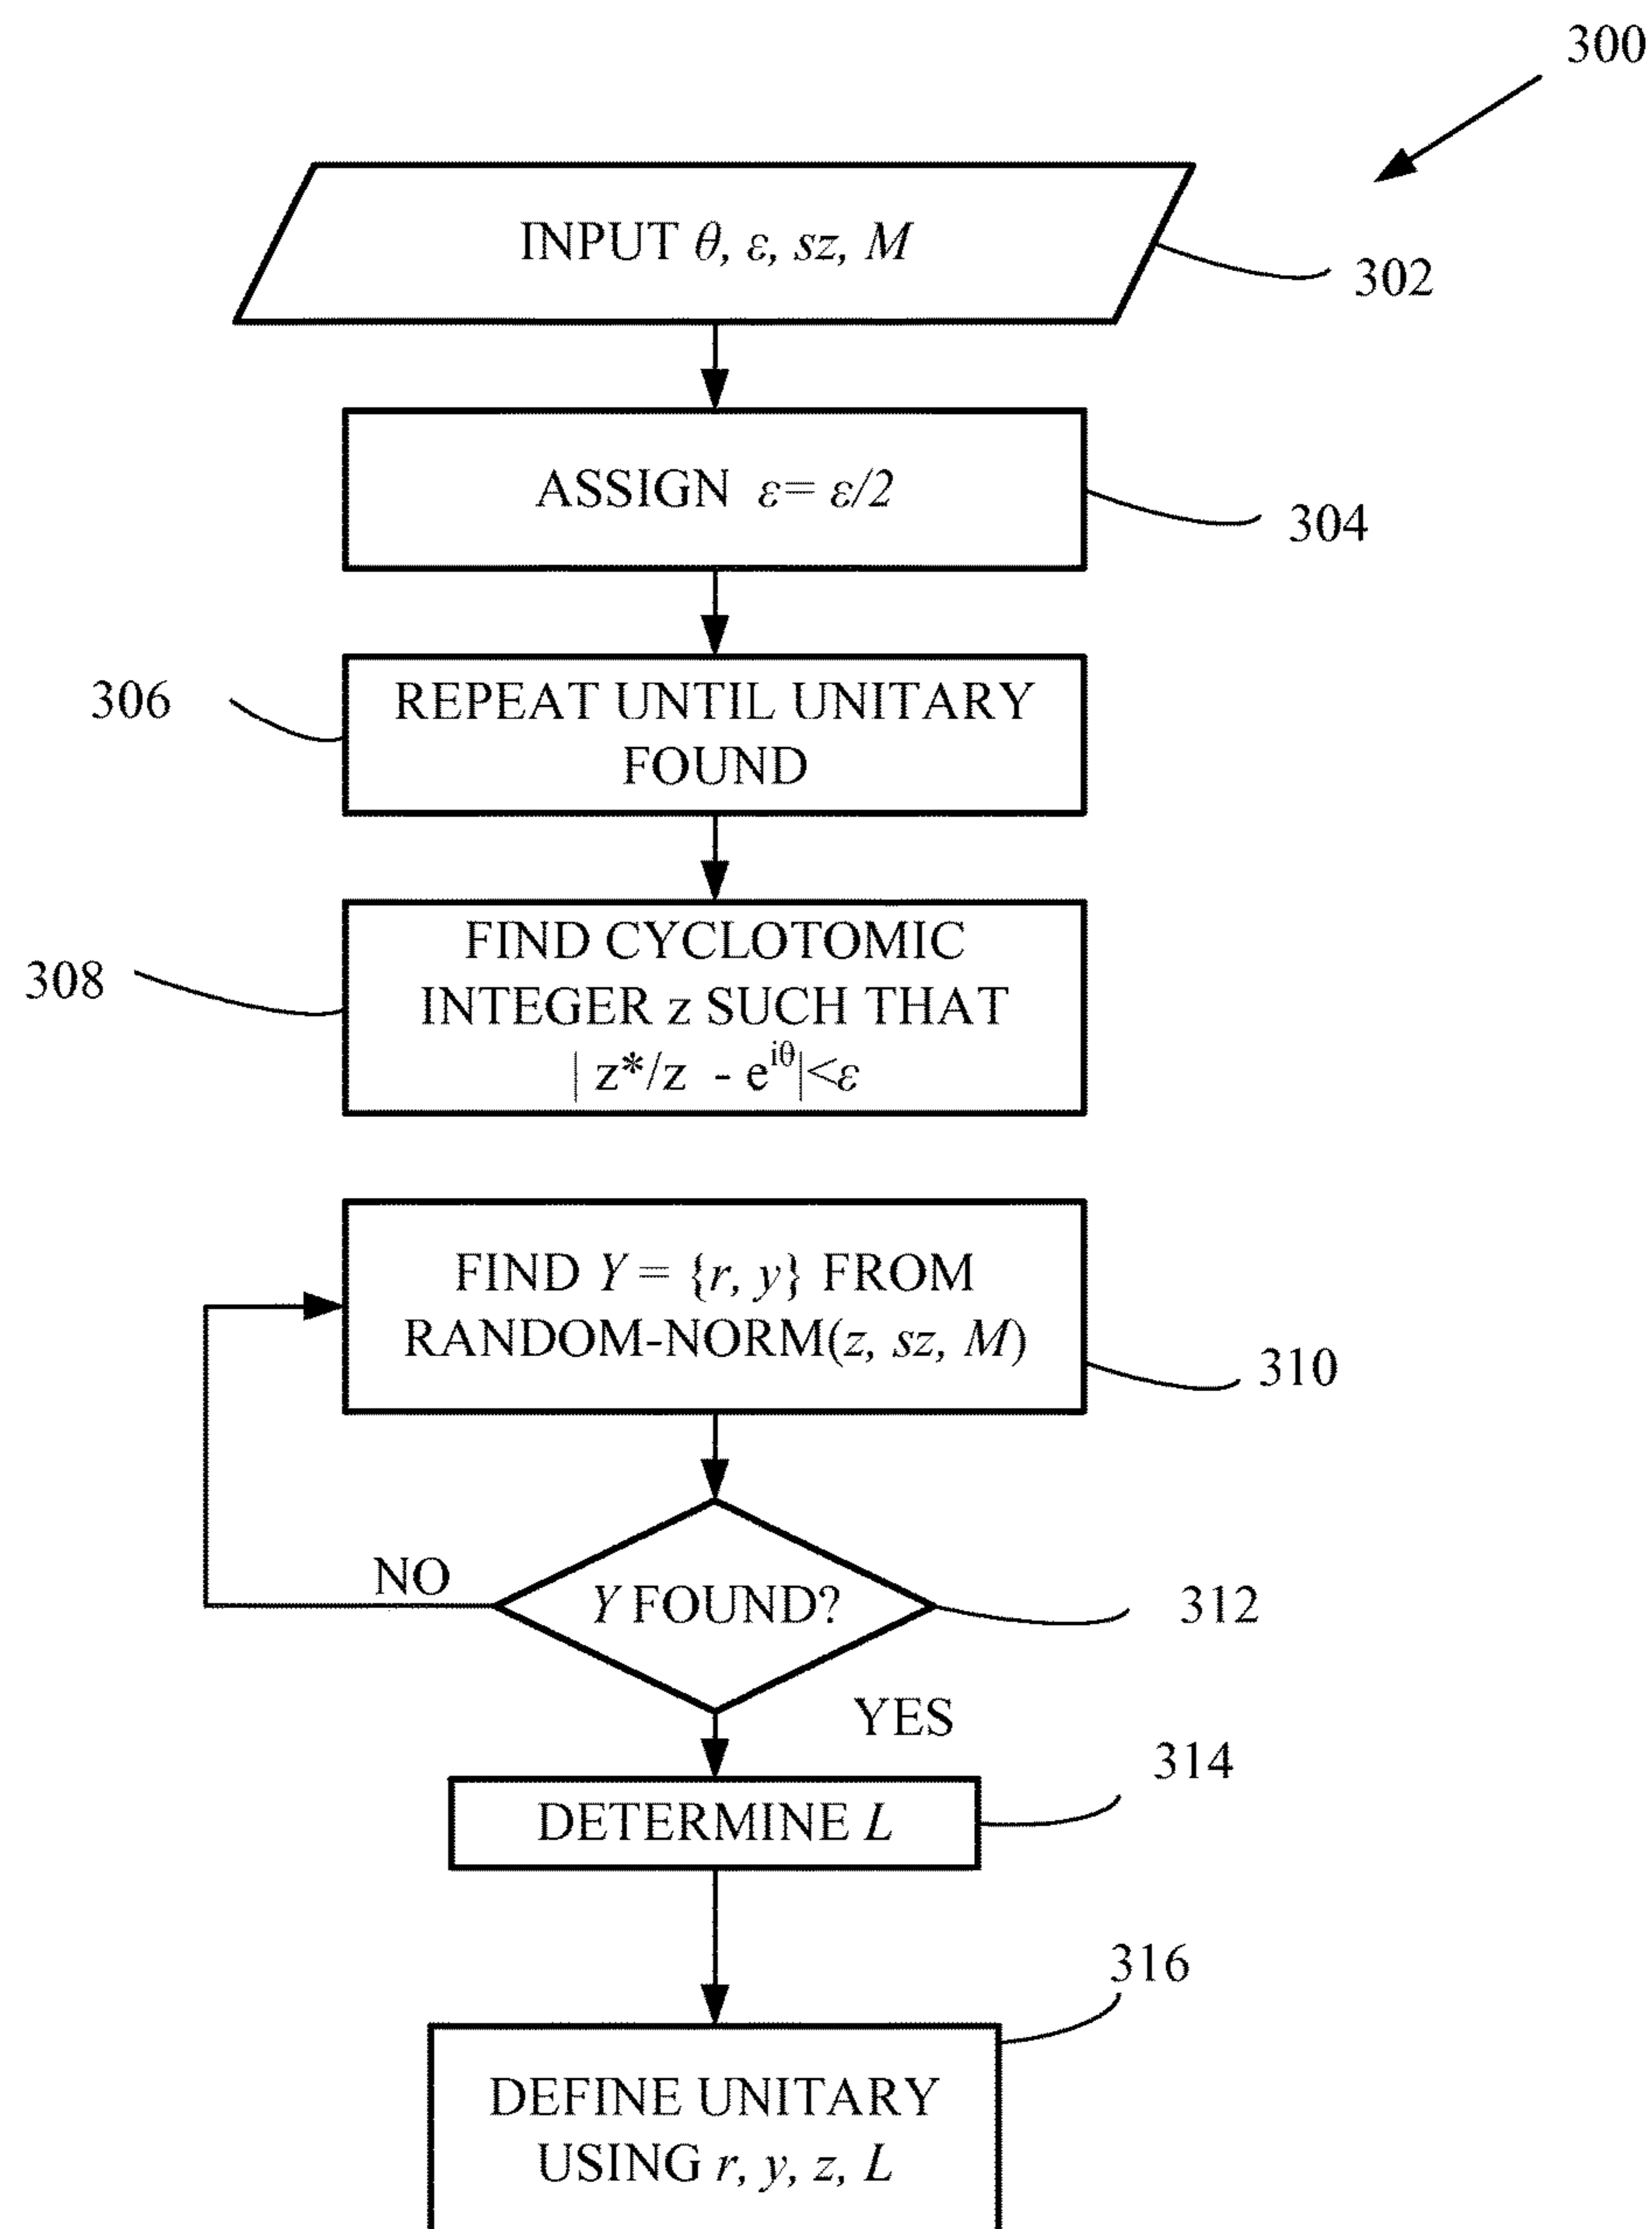 300
INPUT θ, ε, sz, M
302
ASSIGN ε= ε/2
304
306
REPEAT UNTIL UNITARY
FOUND
308
FIND CYCLOTOMIC
INTEGER z SUCH THAT
| z*/z - e^{iθ}|<ε
FIND Y = {r, y} FROM
RANDOM-NORM(z, sz, M)
310
NO
Y FOUND?
312
YES
314
DETERMINE L
316
DEFINE UNITARY
USING r, y, z, L